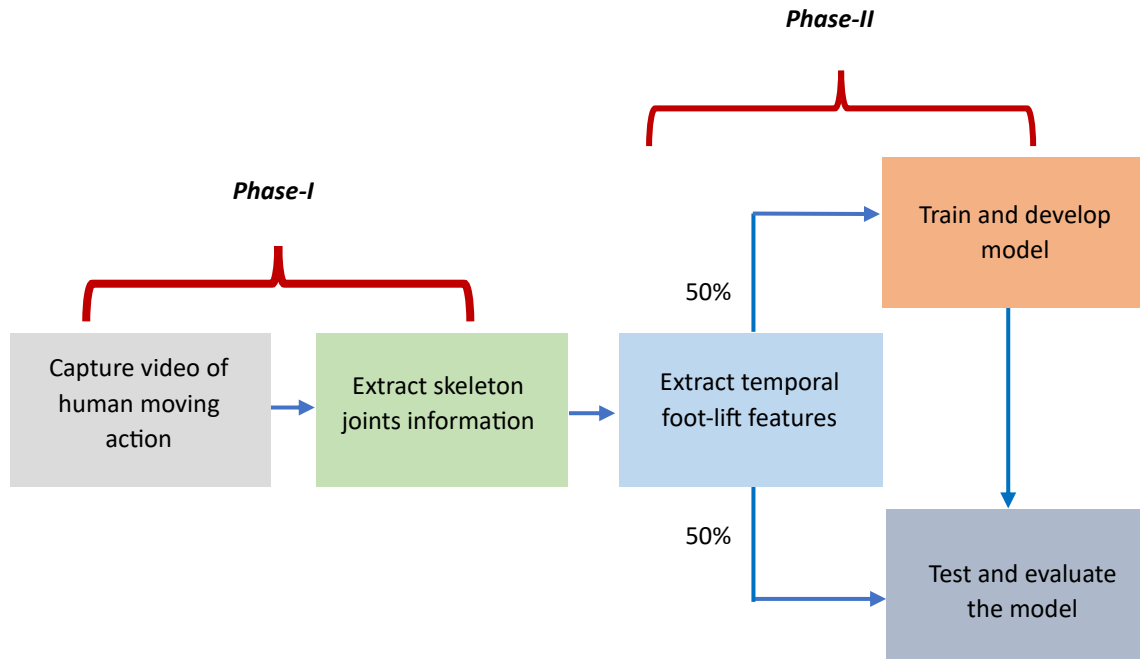 Phase-II
Phase-I
Train and develop
model
50%
Capture video of
human moving
action
Extract skeleton
joints information
Extract temporal
foot-lift features
50%
Test and evaluate
the model